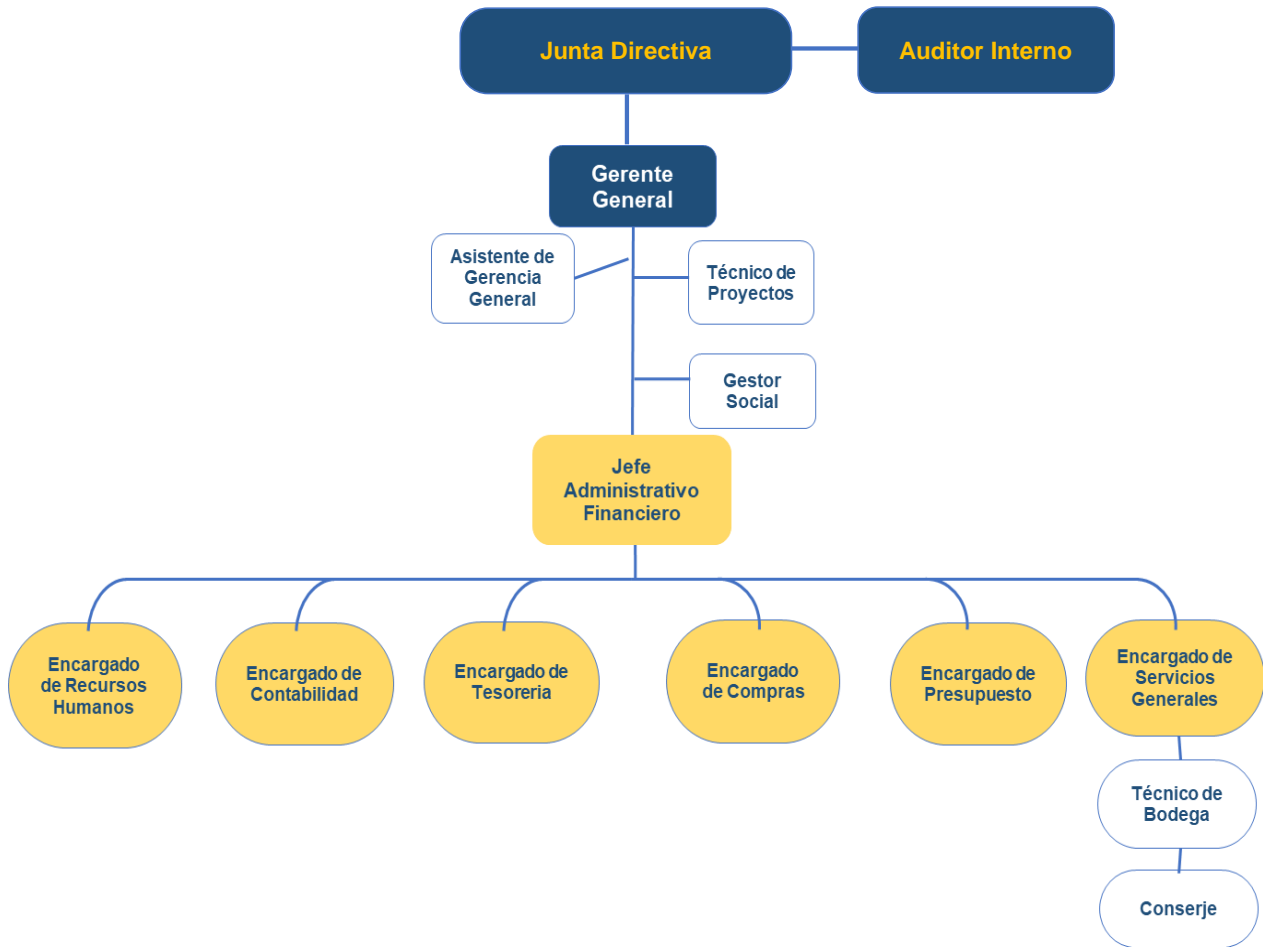 Junta Directiva
Auditor Interno
Gerente
General
Asistente de
Gerencia
General
Técnico de
Proyectos
Gestor
Social
Jefe
Administrativo
Financiero
Encargado
de Recursos
Humanos
Encargado de
Contabilidad
Encargado de
Tesoreria
Encargado
de Compras
Encargado de
Presupuesto
Encargado de
Servicios
Generales
Técnico de
Bodega
Conserje